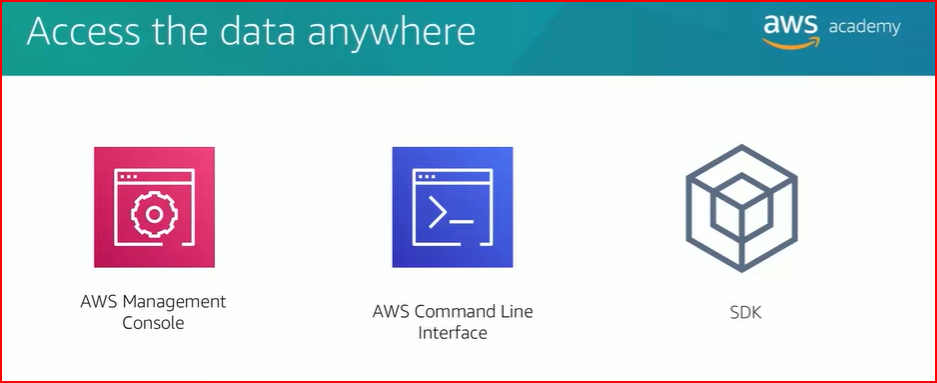 Access the data anywhere
aws academy
AWS Management
Console
AWS Command Line
Interface
SDK